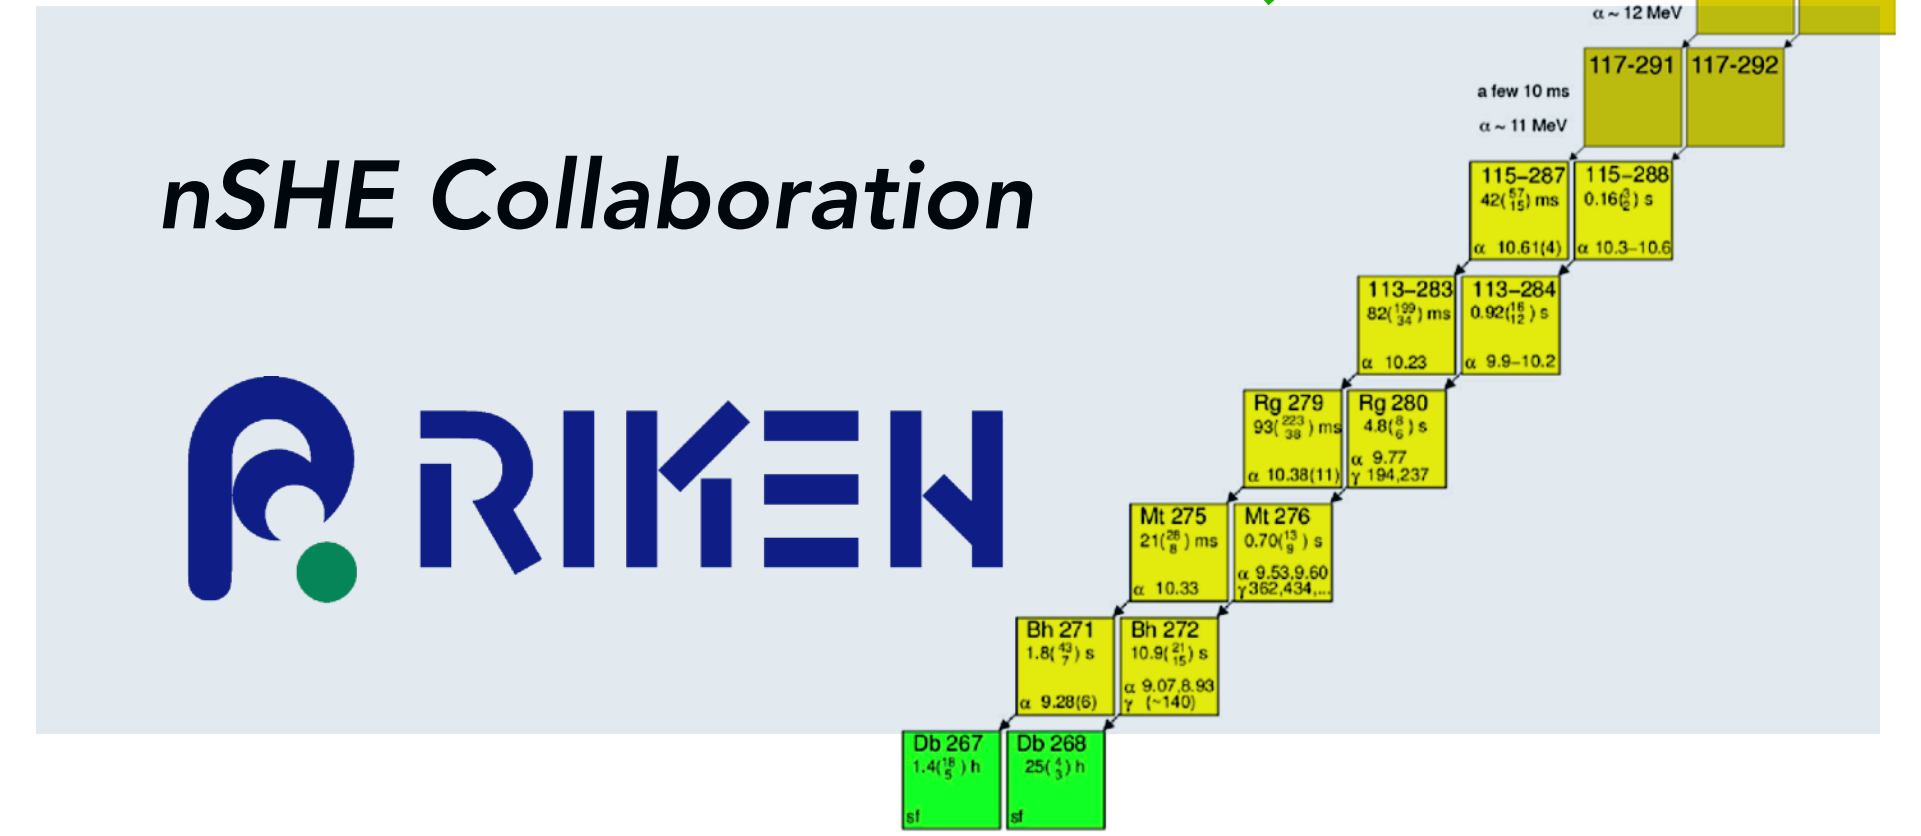 α ~ 12 MeV
117-291 117-292
a few 10 ms
α ~ 11 MeV
nSHE Collaboration
115–287 115–288
42(57/15) ms 0.16(3/2) s
α 10.61(4) α 10.3–10.6
113–283 113–284
82(199/34) ms 0.92(16/12) s
α 10.23 α 9.9–10.2
RIKEN
Rg 279 Rg 280
93(223/38) ms 4.8(8/6) s
α 9.77
α 10.38(11) γ 194,237
Mt 275 Mt 276
21(28/8) ms 0.70(13/9) s
α 9.53,9.60
α 10.33 γ 362,434,...
Bh 271 Bh 272
1.8(43/7) s 10.9(21/15) s
α 9.07,8.93
α 9.28(6) γ (~140)
Db 267 Db 268
1.4(18/5) h 25(4/3) h
sf sf